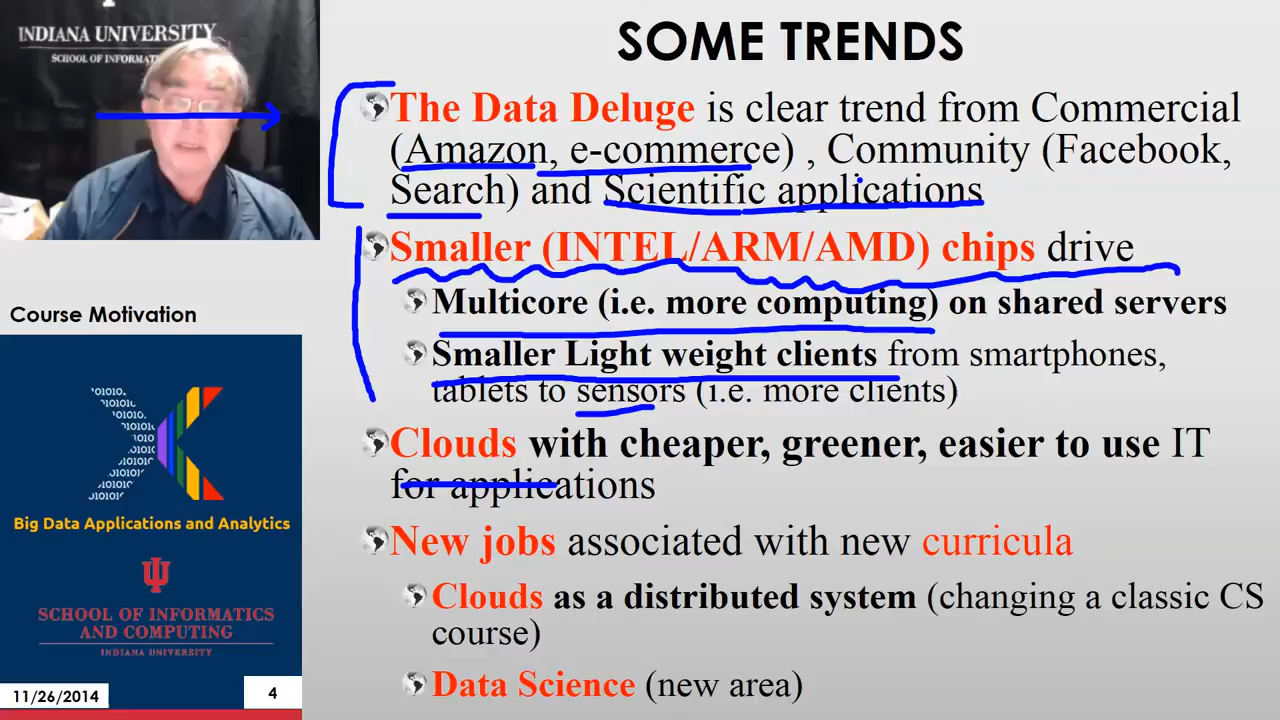 INDIANA UNIVERSITY
SCHOOL OF INFORMA
SOME TRENDS
The Data Deluge is clear trend from Commercial
(Amazon, e-commerce) , Community (Facebook,
Search) and Scientific applications
Smaller (INTEL/ARM/AMD) chips drive
Multicore (i.e. more computing) on shared servers
Smaller Light weight clients from smartphones,
tablets to sensors (i.e. more clients)
Clouds with cheaper, greener, easier to use IT
for applications
New jobs associated with new curricula
Clouds as a distributed system (changing a classic CS
course)
Data Science (new area)
Course Motivation
Big Data Applications and Analytics
SCHOOL OF INFORMATICS
AND COMPUTING
INDIANA UNIVERSITY
11/26/2014
4